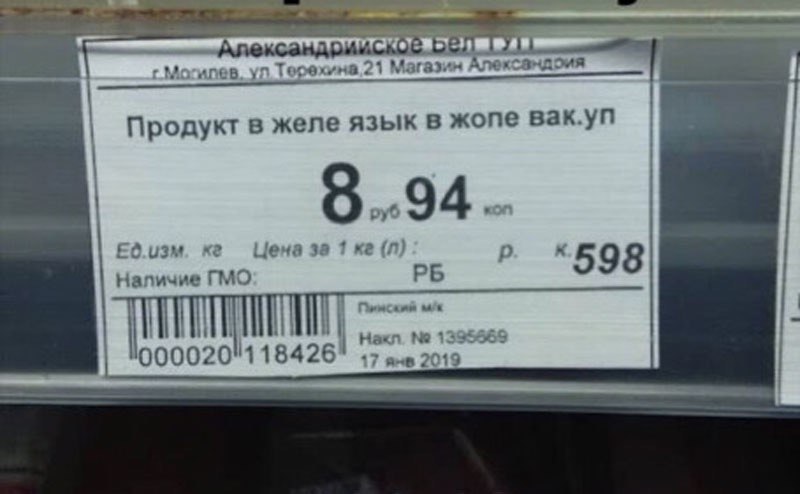 Александрийское Бел ТУП
г.Могилев, ул Терехина,21 Магазин Александрия
Продукт в желе язык в жопе вак.уп
8 руб 94 коп
Ед.изм. кг Цена за 1 кг (л) : р. к. 598
Наличие ГМО: РБ
Пинский м/к
Накл. № 1395669
000020 118426
17 янв 2019